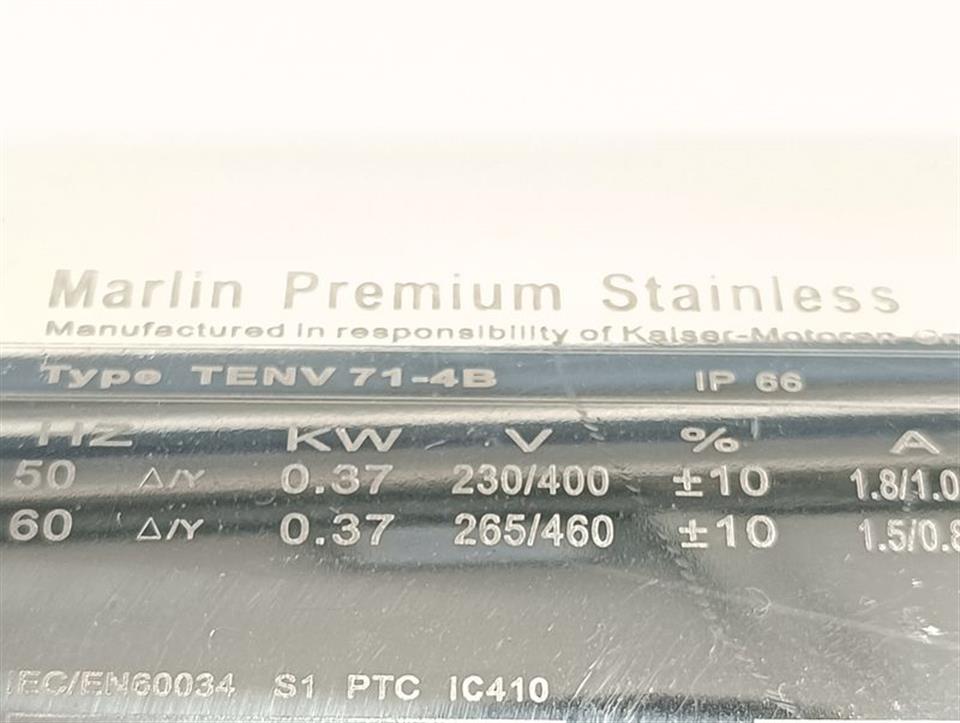 Marlin Premium Stainless
Manufactured in responsibility of Kaiser-Motoren
Type TENV 71-4B IP 66
HZ KW V % A
50 △/Y 0.37 230/400 ±10 1.8/1.0
60 △/Y 0.37 265/460 ±10 1.5/0.8
IEC/EN60034 S1 PTC IC410